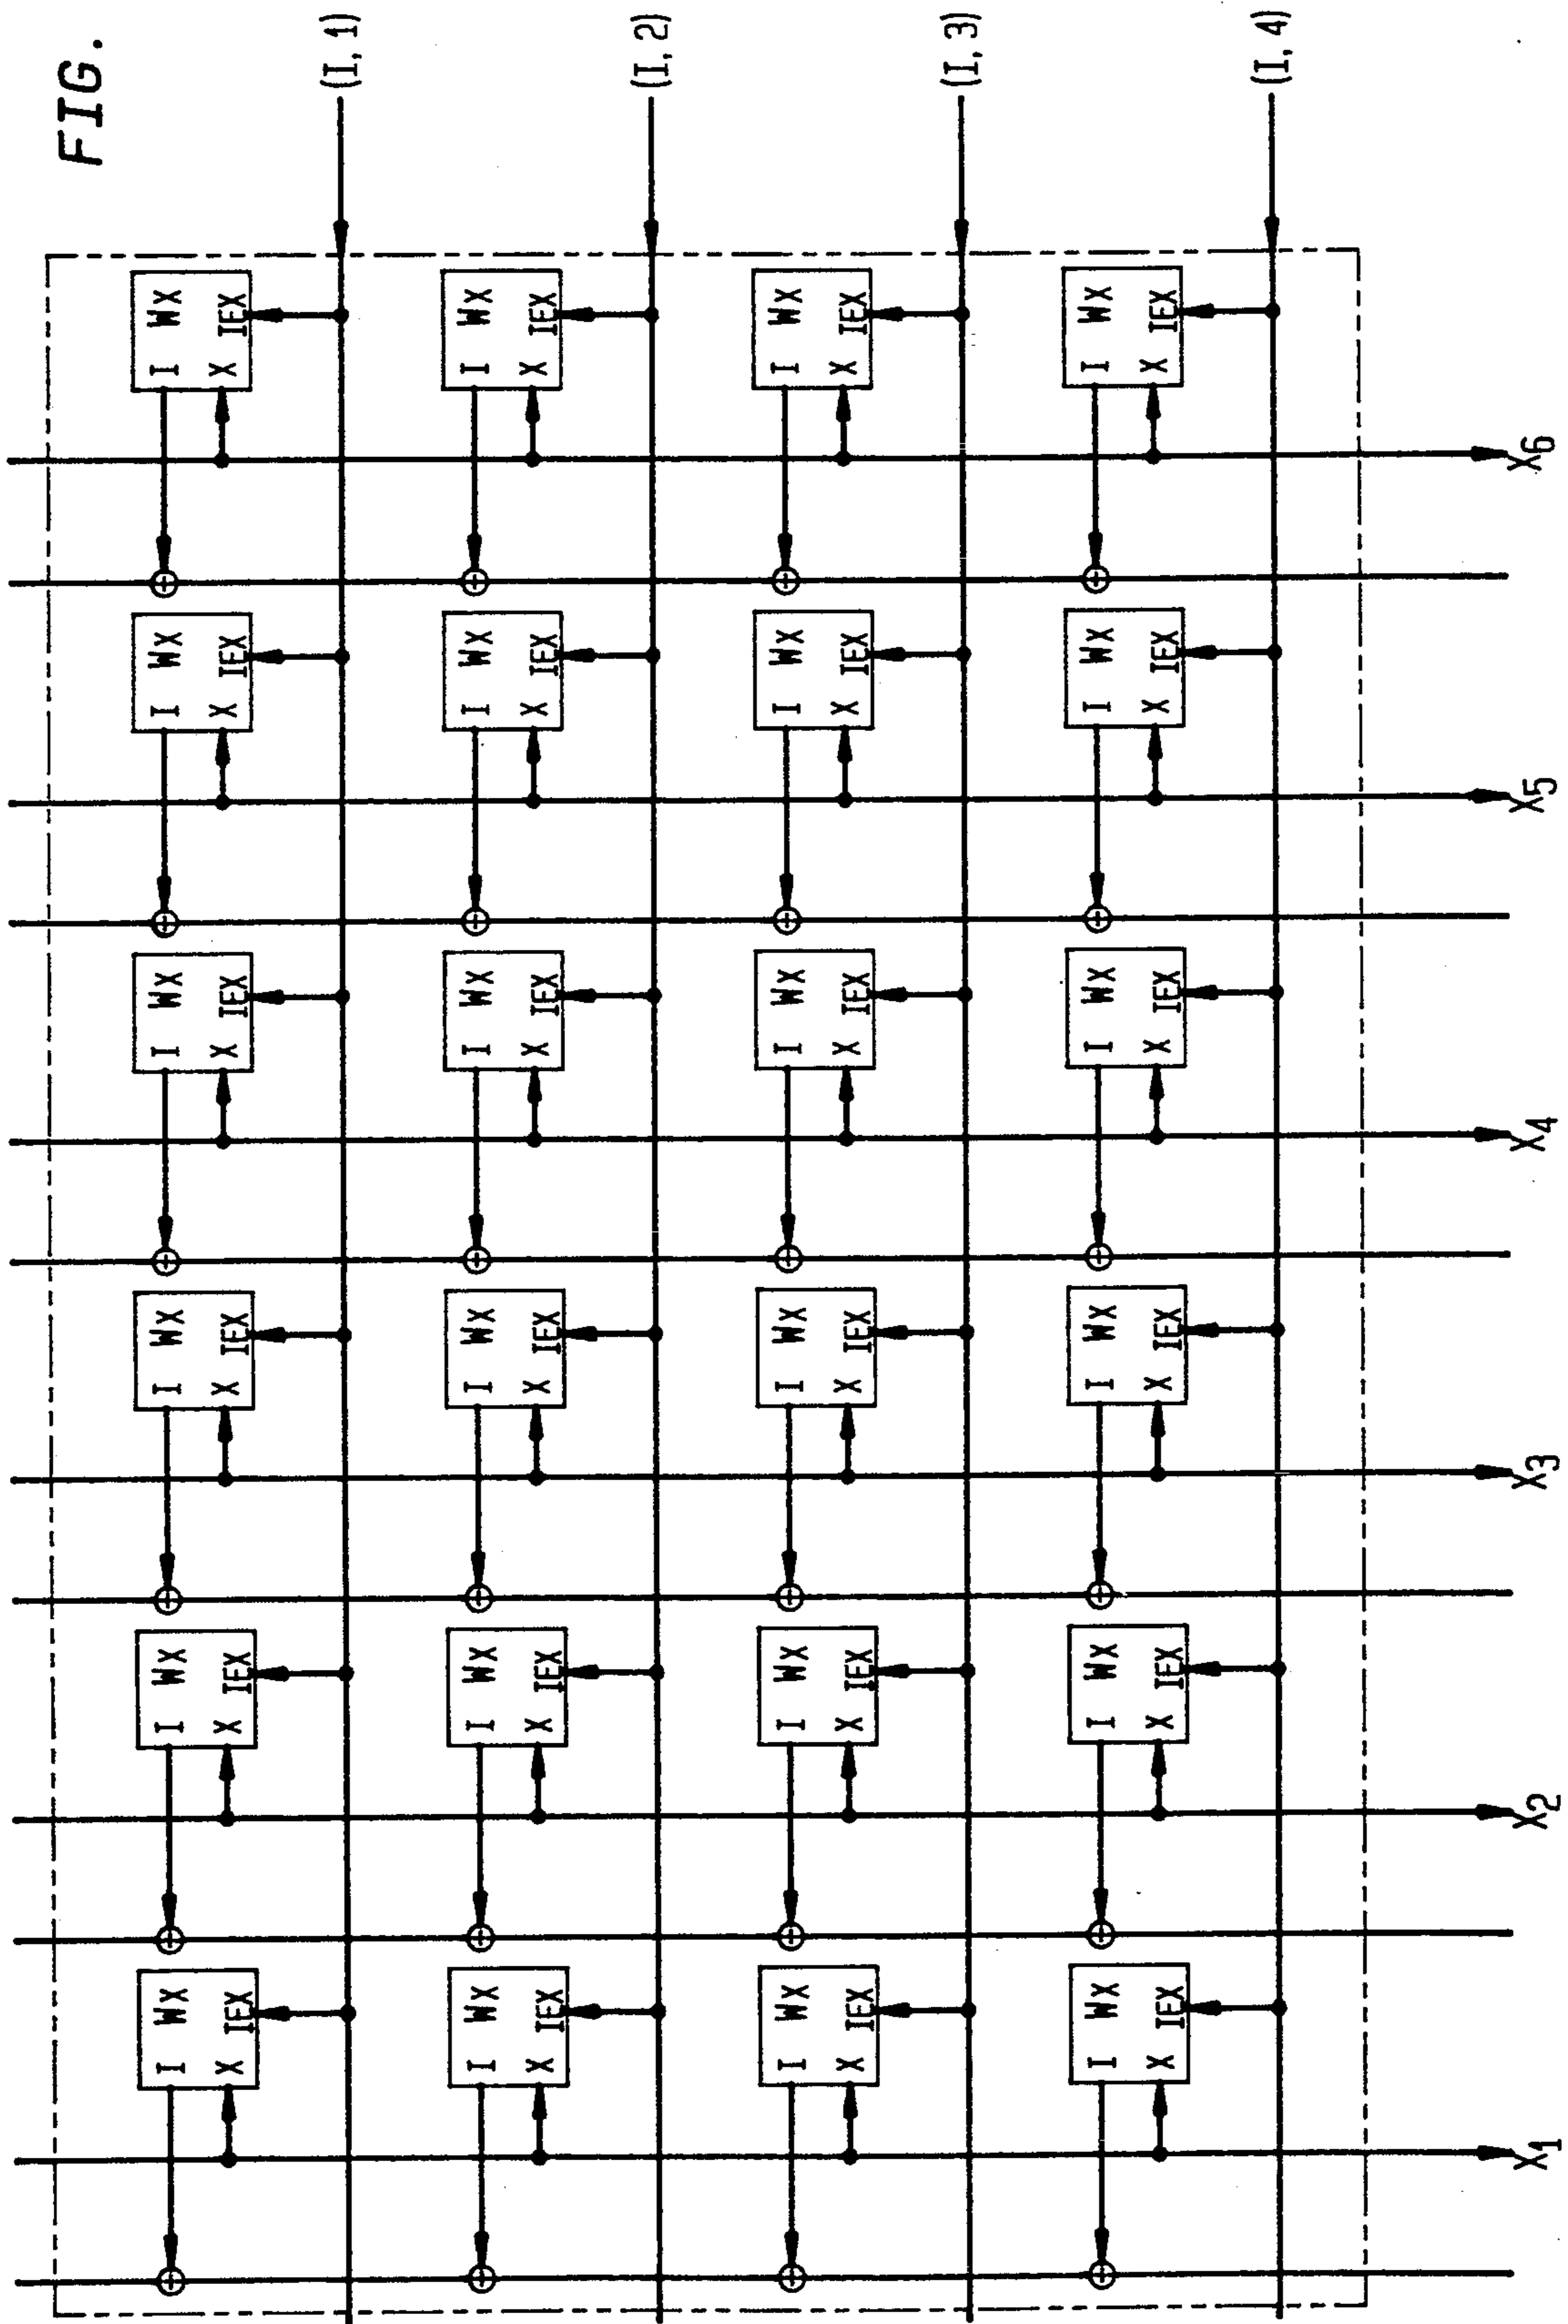 FIG.
I WX I WX I WX I WX I WX I WX
X IEX X IEX X IEX X IEX X IEX X IEX
(I, 1)
I WX I WX I WX I WX I WX I WX
X IEX X IEX X IEX X IEX X IEX X IEX
(I, 2)
I WX I WX I WX I WX I WX I WX
X IEX X IEX X IEX X IEX X IEX X IEX
(I, 3)
I WX I WX I WX I WX I WX I WX
X IEX X IEX X IEX X IEX X IEX X IEX
(I, 4)
X1 X2 X3 X4 X5 X6